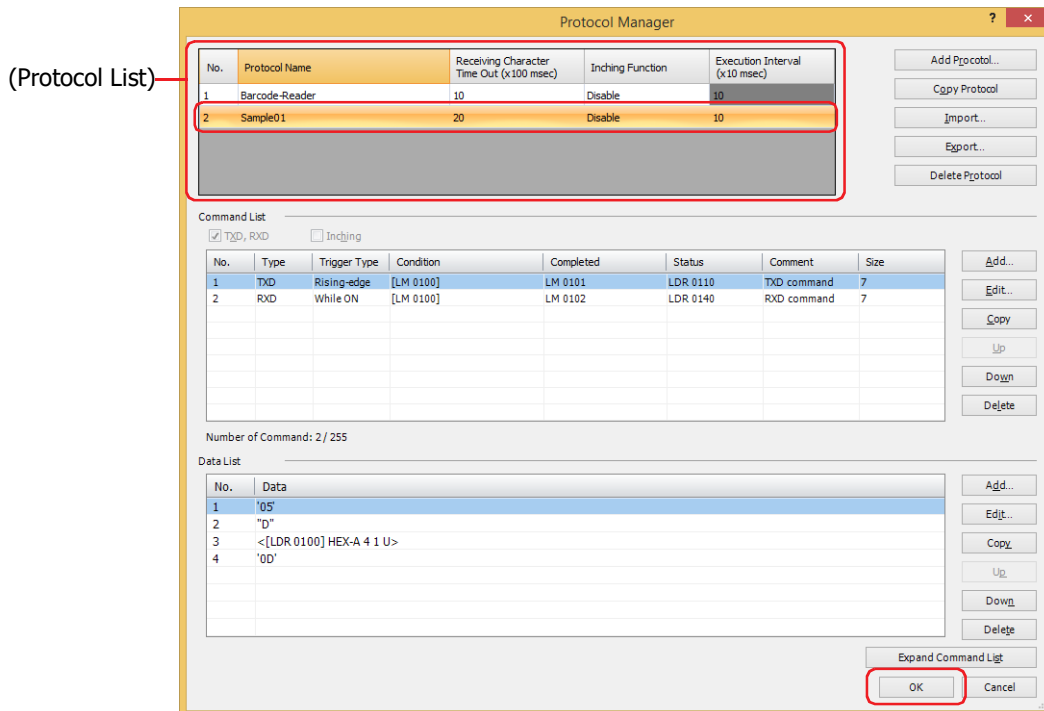 Protocol Manager
?
×
(Protocol List)
No. Protocol Name Receiving Character Time Out (x100 msec) Inching Function Execution Interval (x10 msec)
1 Barcode-Reader 10 Disable 10
2 Sample01 20 Disable 10
Add Procotol...
Copy Protocol
Import...
Export...
Delete Protocol
Command List
TXD, RXD Inching
No. Type Trigger Type Condition Completed Status Comment Size
1 TXD Rising-edge [LM 0100] LM 0101 LDR 0110 TXD command 7
2 RXD While ON [LM 0100] LM 0102 LDR 0140 RXD command 7
Add...
Edit...
Copy
Up
Down
Delete
Number of Command: 2 / 255
Data List
No. Data
1 '05'
2 "D"
3 <[LDR 0100] HEX-A 4 1 U>
4 '0D'
Add...
Edit...
Copy
Up
Down
Delete
Expand Command List
OK Cancel